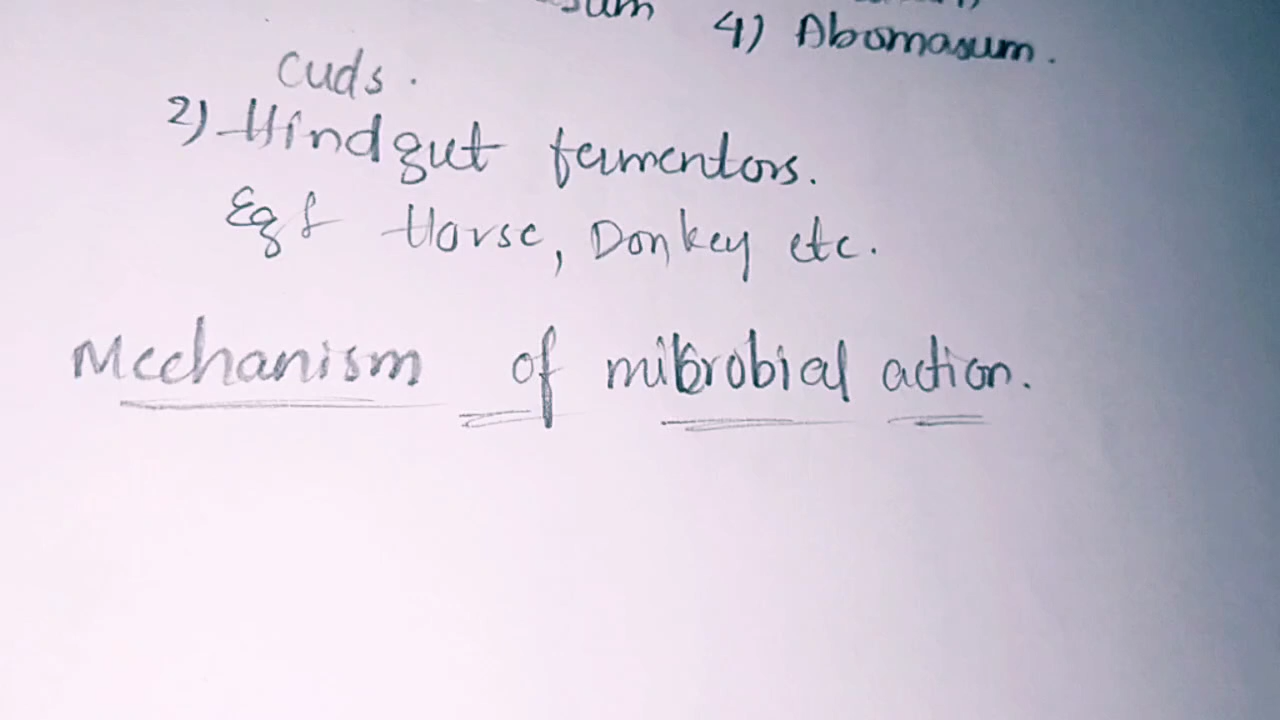 4) Abomasum.
cuds.
2) Hindgut fermentors.
Eg: Horse, Donkey etc.
Mechanism of mikrobial action.